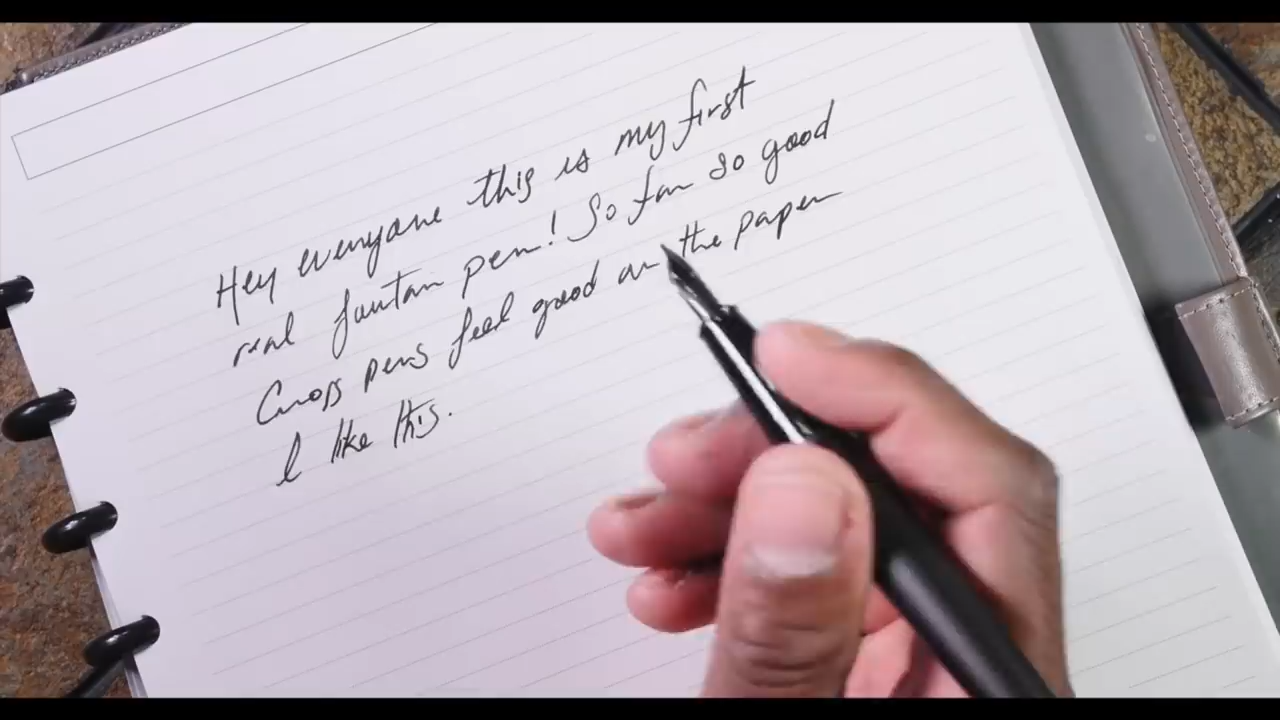 Hey everyone this is my first
real fountan pen! So far so good
Cross pens feel good on the paper
I like this.